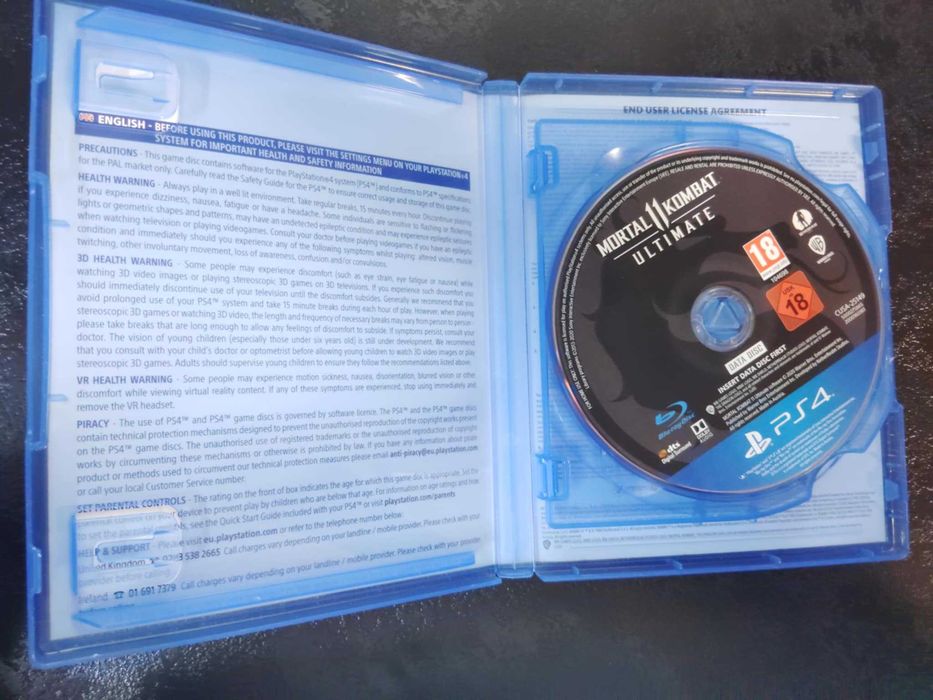 ENGLISH - BEFORE USING THIS PRODUCT, PLEASE VISIT THE SETTINGS MENU ON YOUR PLAYSTATION®4
SYSTEM FOR IMPORTANT HEALTH AND SAFETY INFORMATION
PRECAUTIONS - This game disc contains software for the PlayStation®4 system (PS4™) and conforms to PS4™ specifications
for the PAL market only. Carefully read the Safety Guide for the PS4™ to ensure correct usage and storage of this game disc.
HEALTH WARNING - Always play in a well lit environment. Take regular breaks, 15 minutes every hour. Discontinue playing
if you experience dizziness, nausea, fatigue or have a headache. Some individuals are sensitive to flashing or flickering
lights or geometric shapes and patterns, may have an undetected epileptic condition and may experience epileptic seizures
when watching television or playing videogames. Consult your doctor before playing videogames if you have an epileptic
condition and immediately should you experience any of the following symptoms whilst playing: altered vision, muscle
twitching, other involuntary movement, loss of awareness, confusion and/or convulsions.
3D HEALTH WARNING - Some people may experience discomfort (such as eye strain, eye fatigue or nausea) while
watching 3D video images or playing stereoscopic 3D games on 3D televisions. If you experience such discomfort you
should immediately discontinue use of your television until the discomfort subsides. Generally we recommend that you
avoid prolonged use of your PS4™ system and take 15 minute breaks during each hour of play. However, when playing
stereoscopic 3D games or watching 3D video, the length and frequency of necessary breaks may vary from person to person -
please take breaks that are long enough to allow any feelings of discomfort to subside. If symptoms persist, consult your
doctor. The vision of young children (especially those under six years old) is still under development. We recommend
that you consult with your child's doctor or optometrist before allowing young children to watch 3D video images or play
stereoscopic 3D games. Adults should supervise young children to ensure they follow the recommendations listed above.
VR HEALTH WARNING - Some people may experience motion sickness, nausea, disorientation, blurred vision or other
discomfort while viewing virtual reality content. If any of these symptoms are experienced, stop using immediately and
remove the VR headset.
PIRACY - The use of PS4™ and PS4™ game discs is governed by software licence. The PS4™ and the PS4™ game discs
contain technical protection mechanisms designed to prevent the unauthorised reproduction of the copyright works present
on the PS4™ game discs. The unauthorised use of registered trademarks or the unauthorised reproduction of copyright
works by circumventing these mechanisms or otherwise is prohibited by law. If you have any information about pirate
product or methods used to circumvent our technical protection measures please email anti-piracy@eu.playstation.com
or call your local Customer Service number.
SET PARENTAL CONTROLS - The rating on the front of box indicates the age for which this game disc is appropriate. Set the
parental control on your device to prevent play by children who are below that age. For information on age ratings and how
to set the parental controls, see the Quick Start Guide included with your PS4™ or visit playstation.com/parents
HELP & SUPPORT - Please visit eu.playstation.com or refer to the telephone number below:
United Kingdom 0203 538 2665 Call charges vary depending on your landline / mobile provider. Please check with your
provider before calling
Ireland 01 691 7379 Call charges vary depending on your landline / mobile provider. Please check with your provider
before calling
END USER LICENSE AGREEMENT
MORTAL 11 KOMBAT
ULTIMATE
18
104698
USK
18
WB
CUSA-25149
DATA DISC
INSERT DATA DISC FIRST
Blu-ray Disc
dts
Digital Surround
DOLBY
AUDIO
PS4